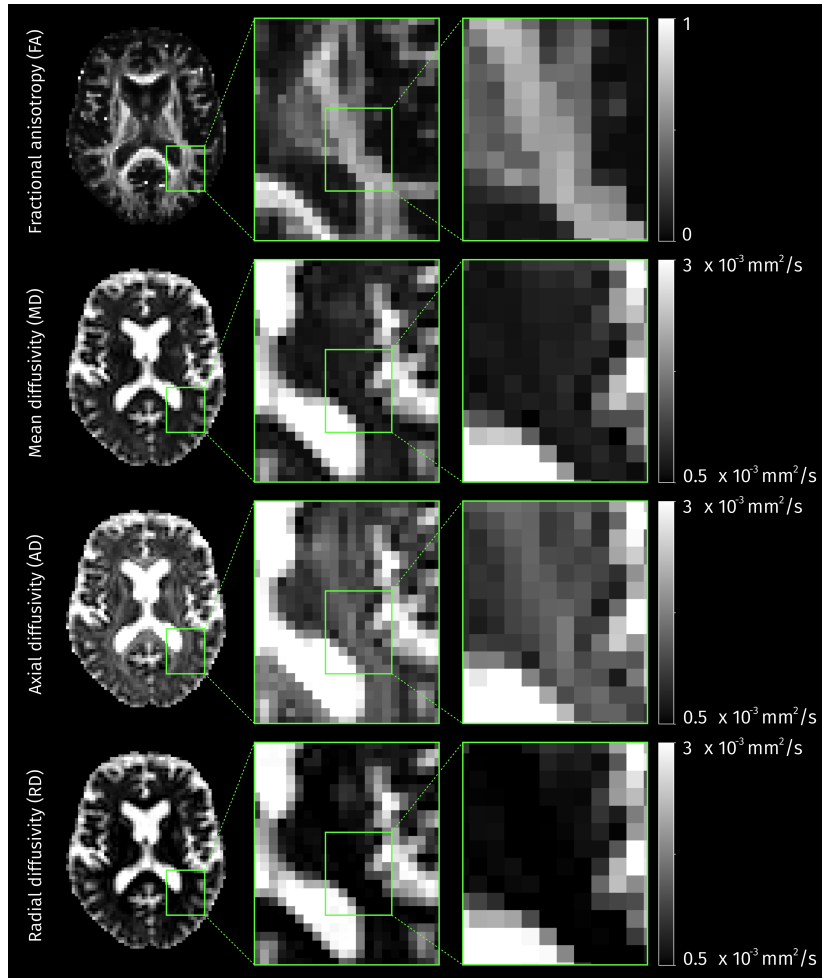 Fractional anisotropy (FA)
1
0
Mean diffusivity (MD)
3 x 10⁻³ mm²/s
0.5 x 10⁻³ mm²/s
Axial diffusivity (AD)
3 x 10⁻³ mm²/s
0.5 x 10⁻³ mm²/s
Radial diffusivity (RD)
3 x 10⁻³ mm²/s
0.5 x 10⁻³ mm²/s